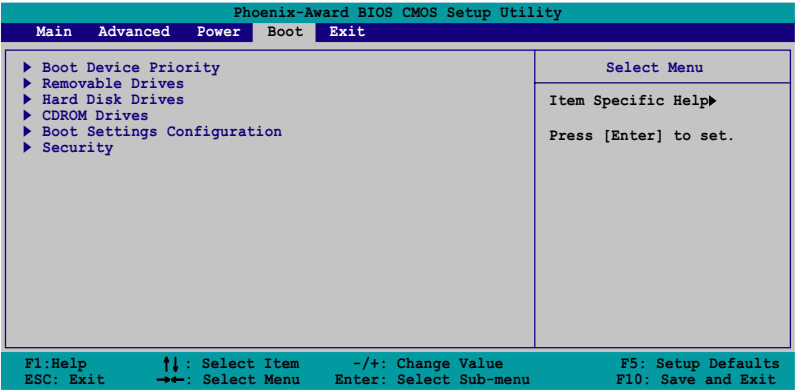 Phoenix-Award BIOS CMOS Setup Utility
Main Advanced Power Boot Exit
Boot Device Priority
Removable Drives
Hard Disk Drives
CDROM Drives
Boot Settings Configuration
Security
Select Menu
Item Specific Help
Press [Enter] to set.
F1:Help ↑↓: Select Item -/+: Change Value F5: Setup Defaults
ESC: Exit →←: Select Menu Enter: Select Sub-menu F10: Save and Exit